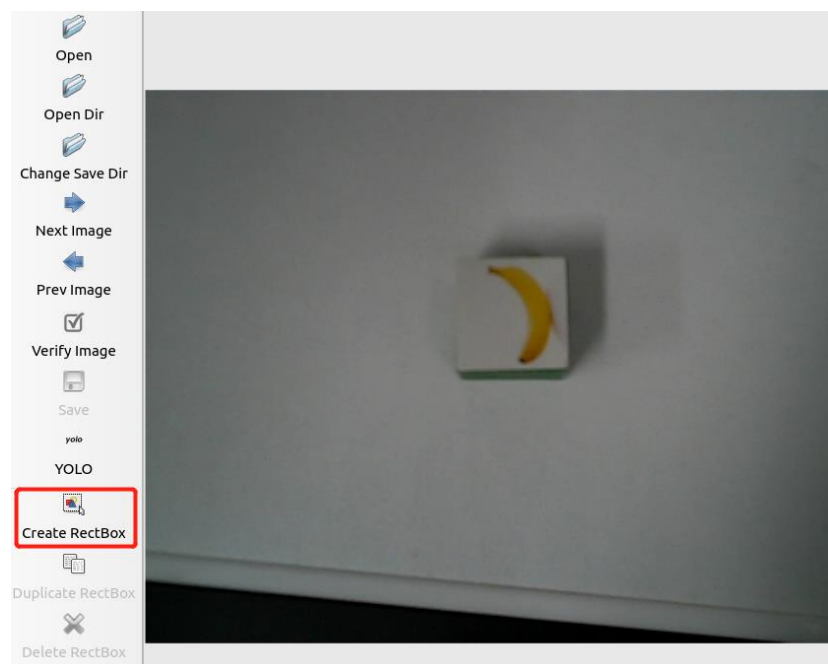 Open
Open Dir
Change Save Dir
Next Image
Prev Image
Verify Image
Save
yolo
YOLO
Create RectBox
Duplicate RectBox
Delete RectBox